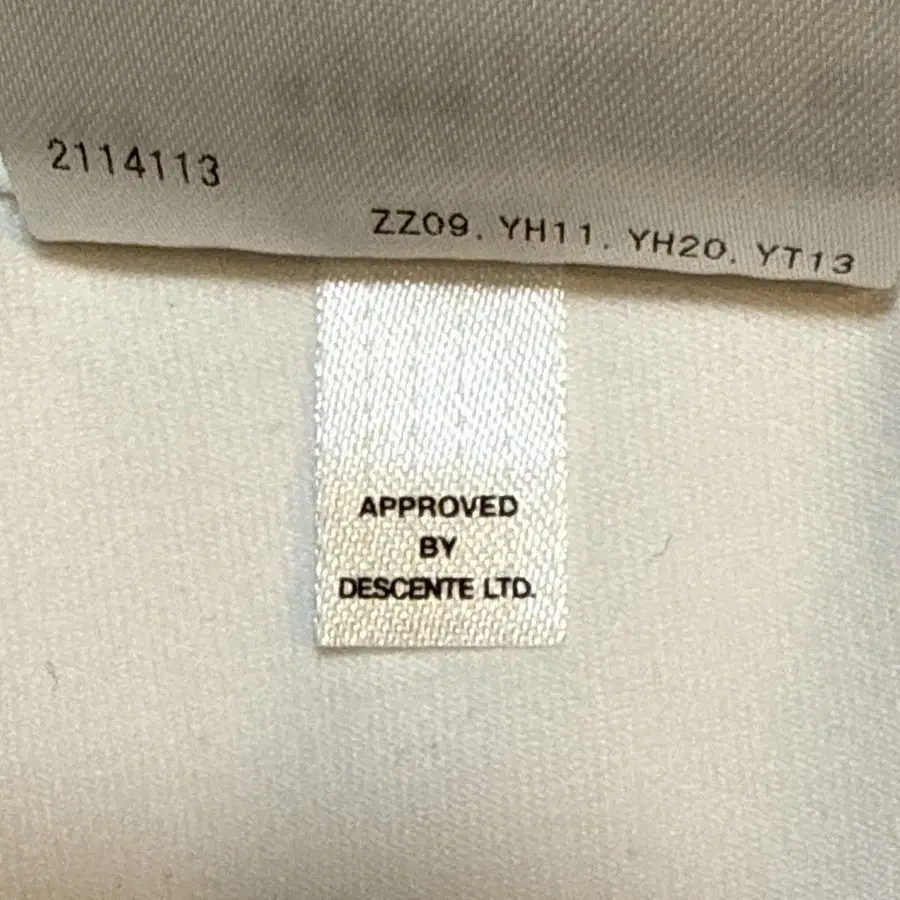 2114113
ZZ09. YH11. YH20. YT13
APPROVED
BY
DESCENTE LTD.